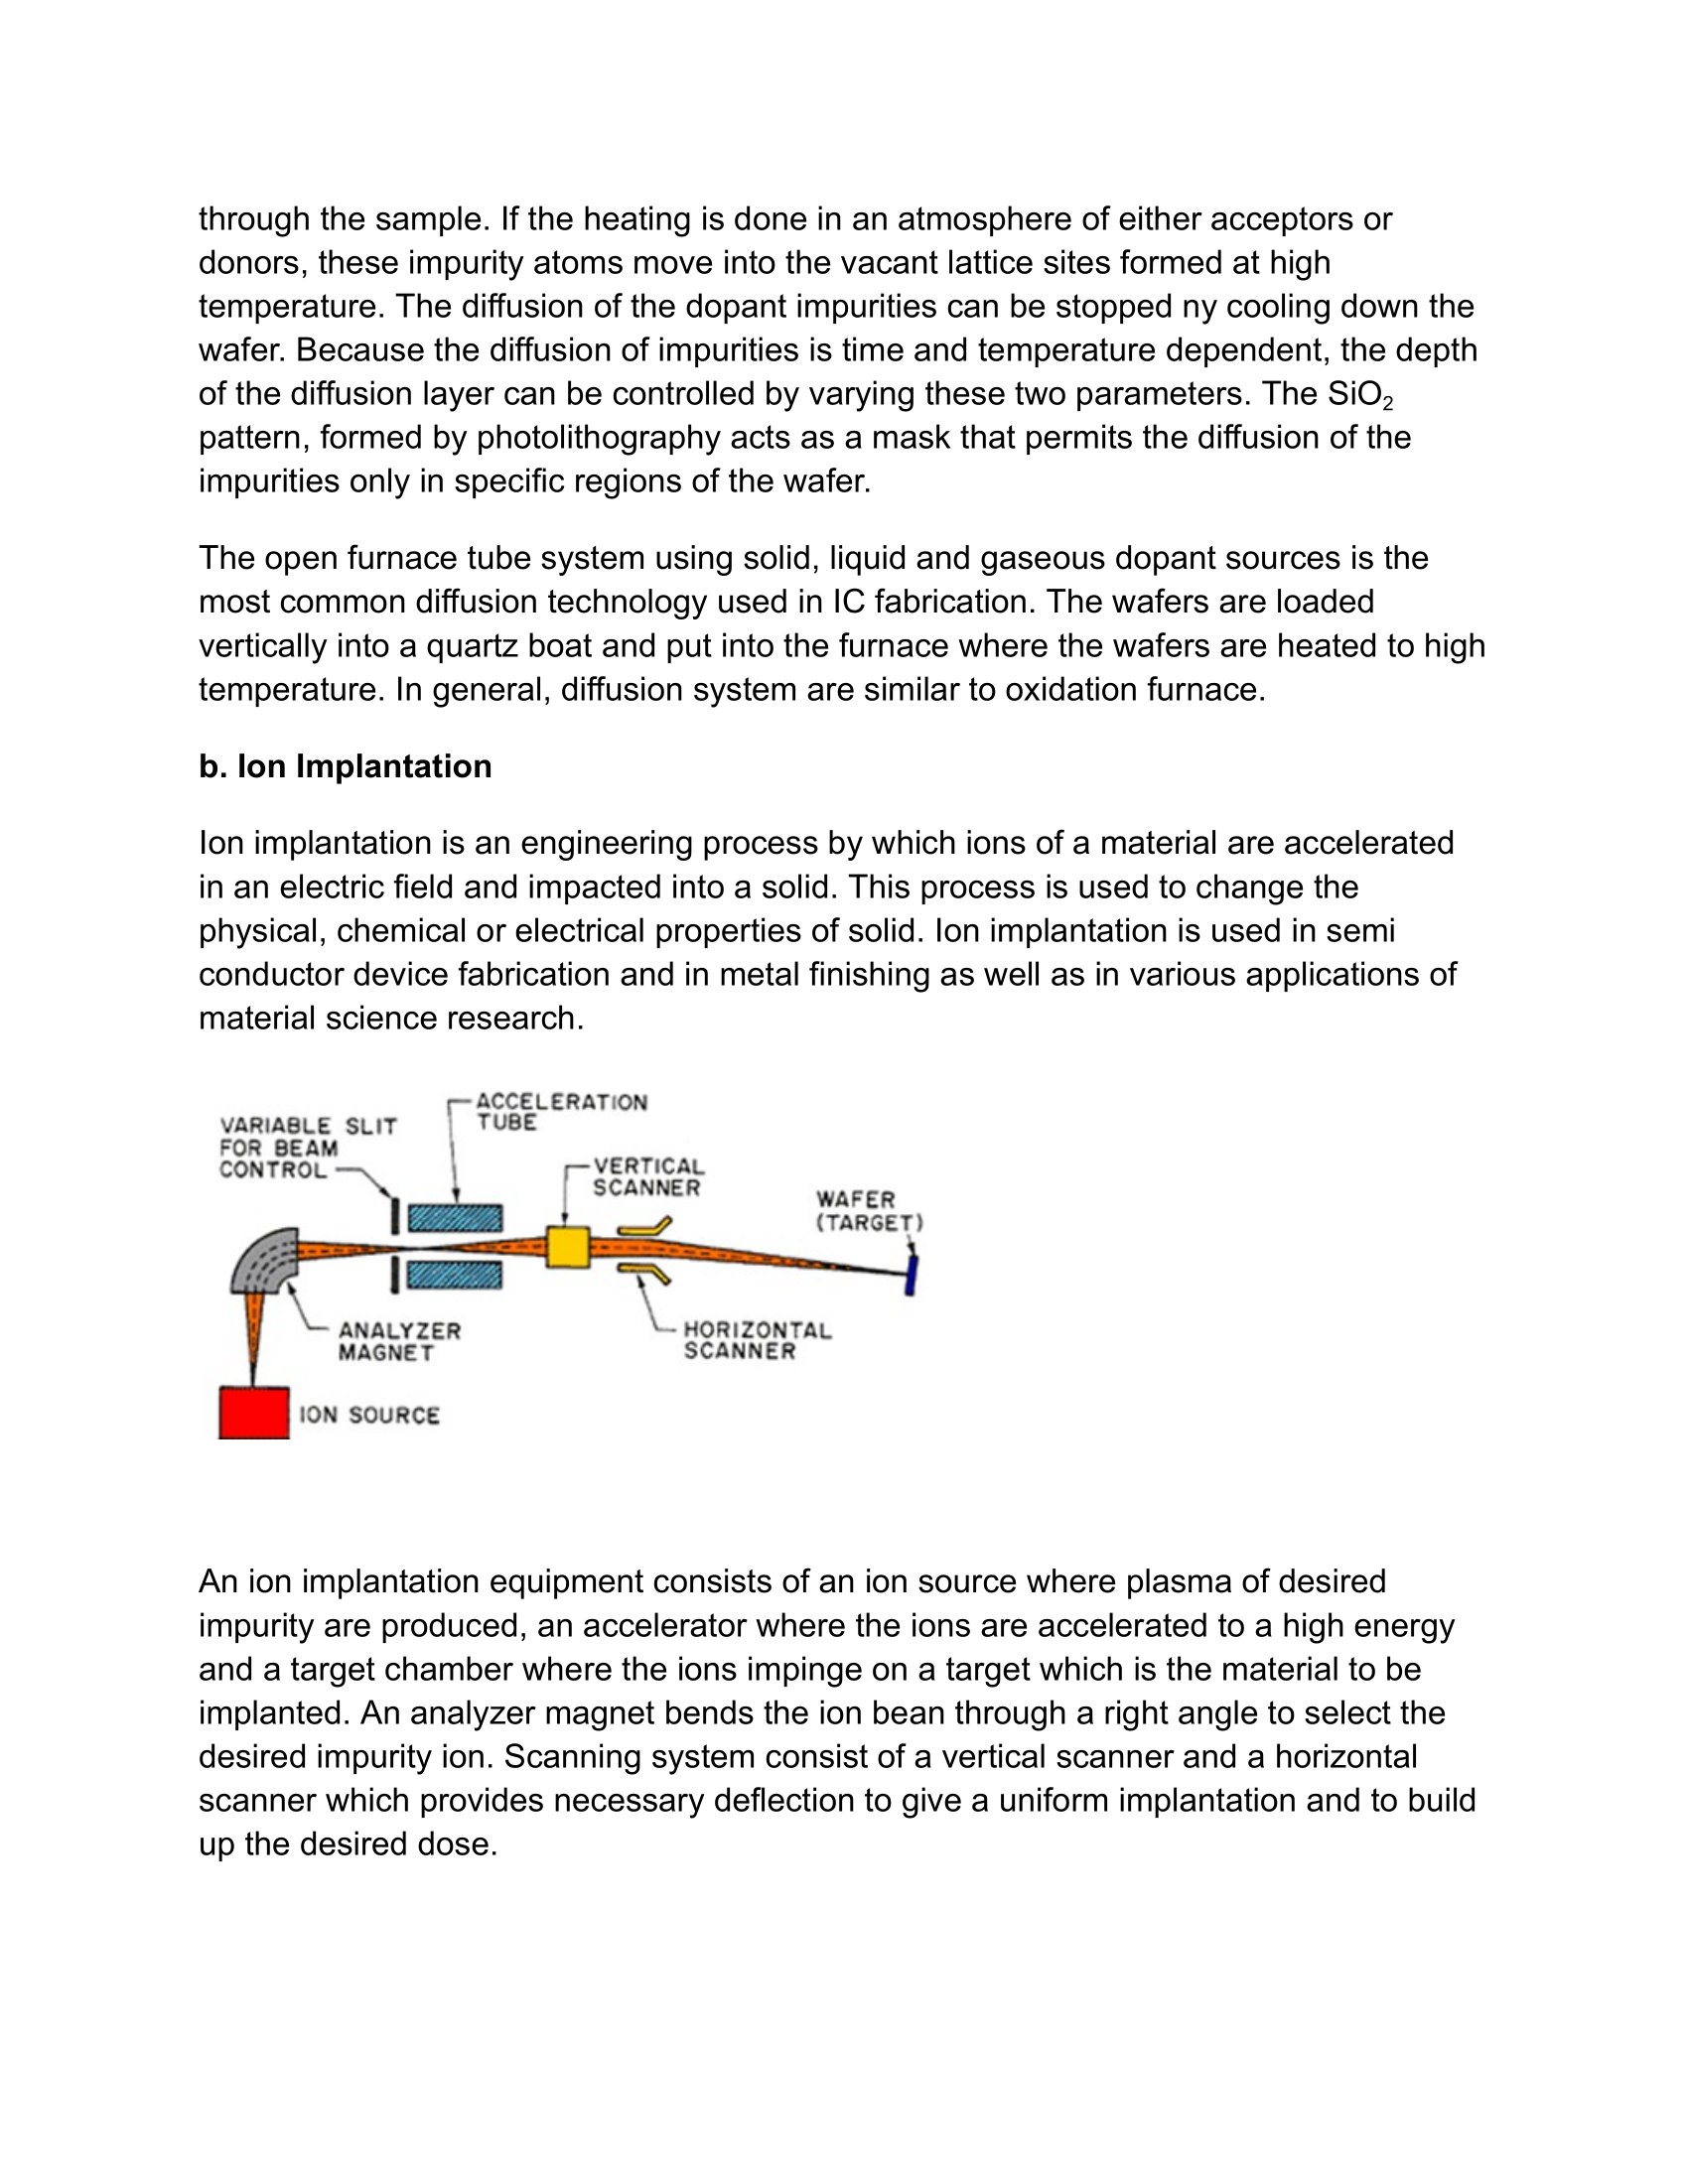 through the sample. If the heating is done in an atmosphere of either acceptors or
donors, these impurity atoms move into the vacant lattice sites formed at high
temperature. The diffusion of the dopant impurities can be stopped ny cooling down the
wafer. Because the diffusion of impurities is time and temperature dependent, the depth
of the diffusion layer can be controlled by varying these two parameters. The SiO₂
pattern, formed by photolithography acts as a mask that permits the diffusion of the
impurities only in specific regions of the wafer.
The open furnace tube system using solid, liquid and gaseous dopant sources is the
most common diffusion technology used in IC fabrication. The wafers are loaded
vertically into a quartz boat and put into the furnace where the wafers are heated to high
temperature. In general, diffusion system are similar to oxidation furnace.
b. Ion Implantation
Ion implantation is an engineering process by which ions of a material are accelerated
in an electric field and impacted into a solid. This process is used to change the
physical, chemical or electrical properties of solid. Ion implantation is used in semi
conductor device fabrication and in metal finishing as well as in various applications of
material science research.
ACCELERATION
TUBE
VARIABLE SLIT
FOR BEAM
CONTROL
VERTICAL
SCANNER
WAFER
(TARGET)
ANALYZER
MAGNET
HORIZONTAL
SCANNER
ION SOURCE
An ion implantation equipment consists of an ion source where plasma of desired
impurity are produced, an accelerator where the ions are accelerated to a high energy
and a target chamber where the ions impinge on a target which is the material to be
implanted. An analyzer magnet bends the ion bean through a right angle to select the
desired impurity ion. Scanning system consist of a vertical scanner and a horizontal
scanner which provides necessary deflection to give a uniform implantation and to build
up the desired dose.